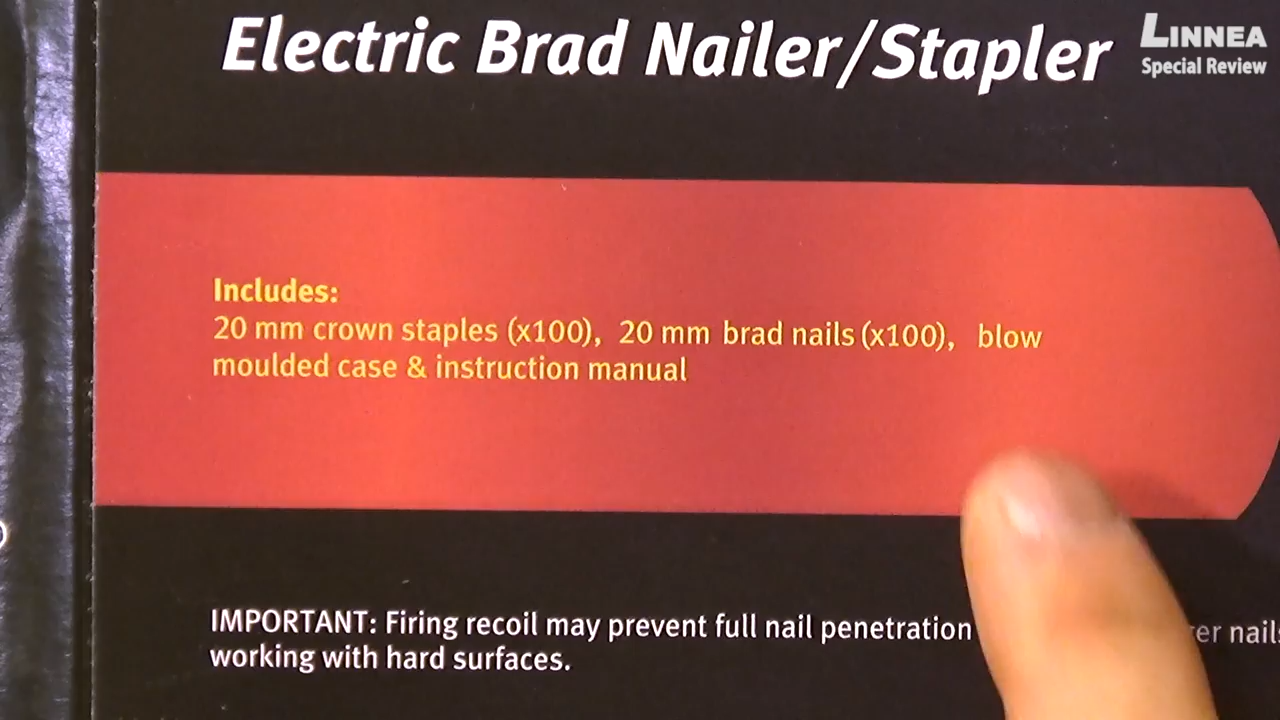 Electric Brad Nailer/Stapler
LINNEA
Special Review
Includes:
20 mm crown staples (x100), 20 mm brad nails (x100), blow
moulded case & instruction manual
IMPORTANT: Firing recoil may prevent full nail penetration
working with hard surfaces.